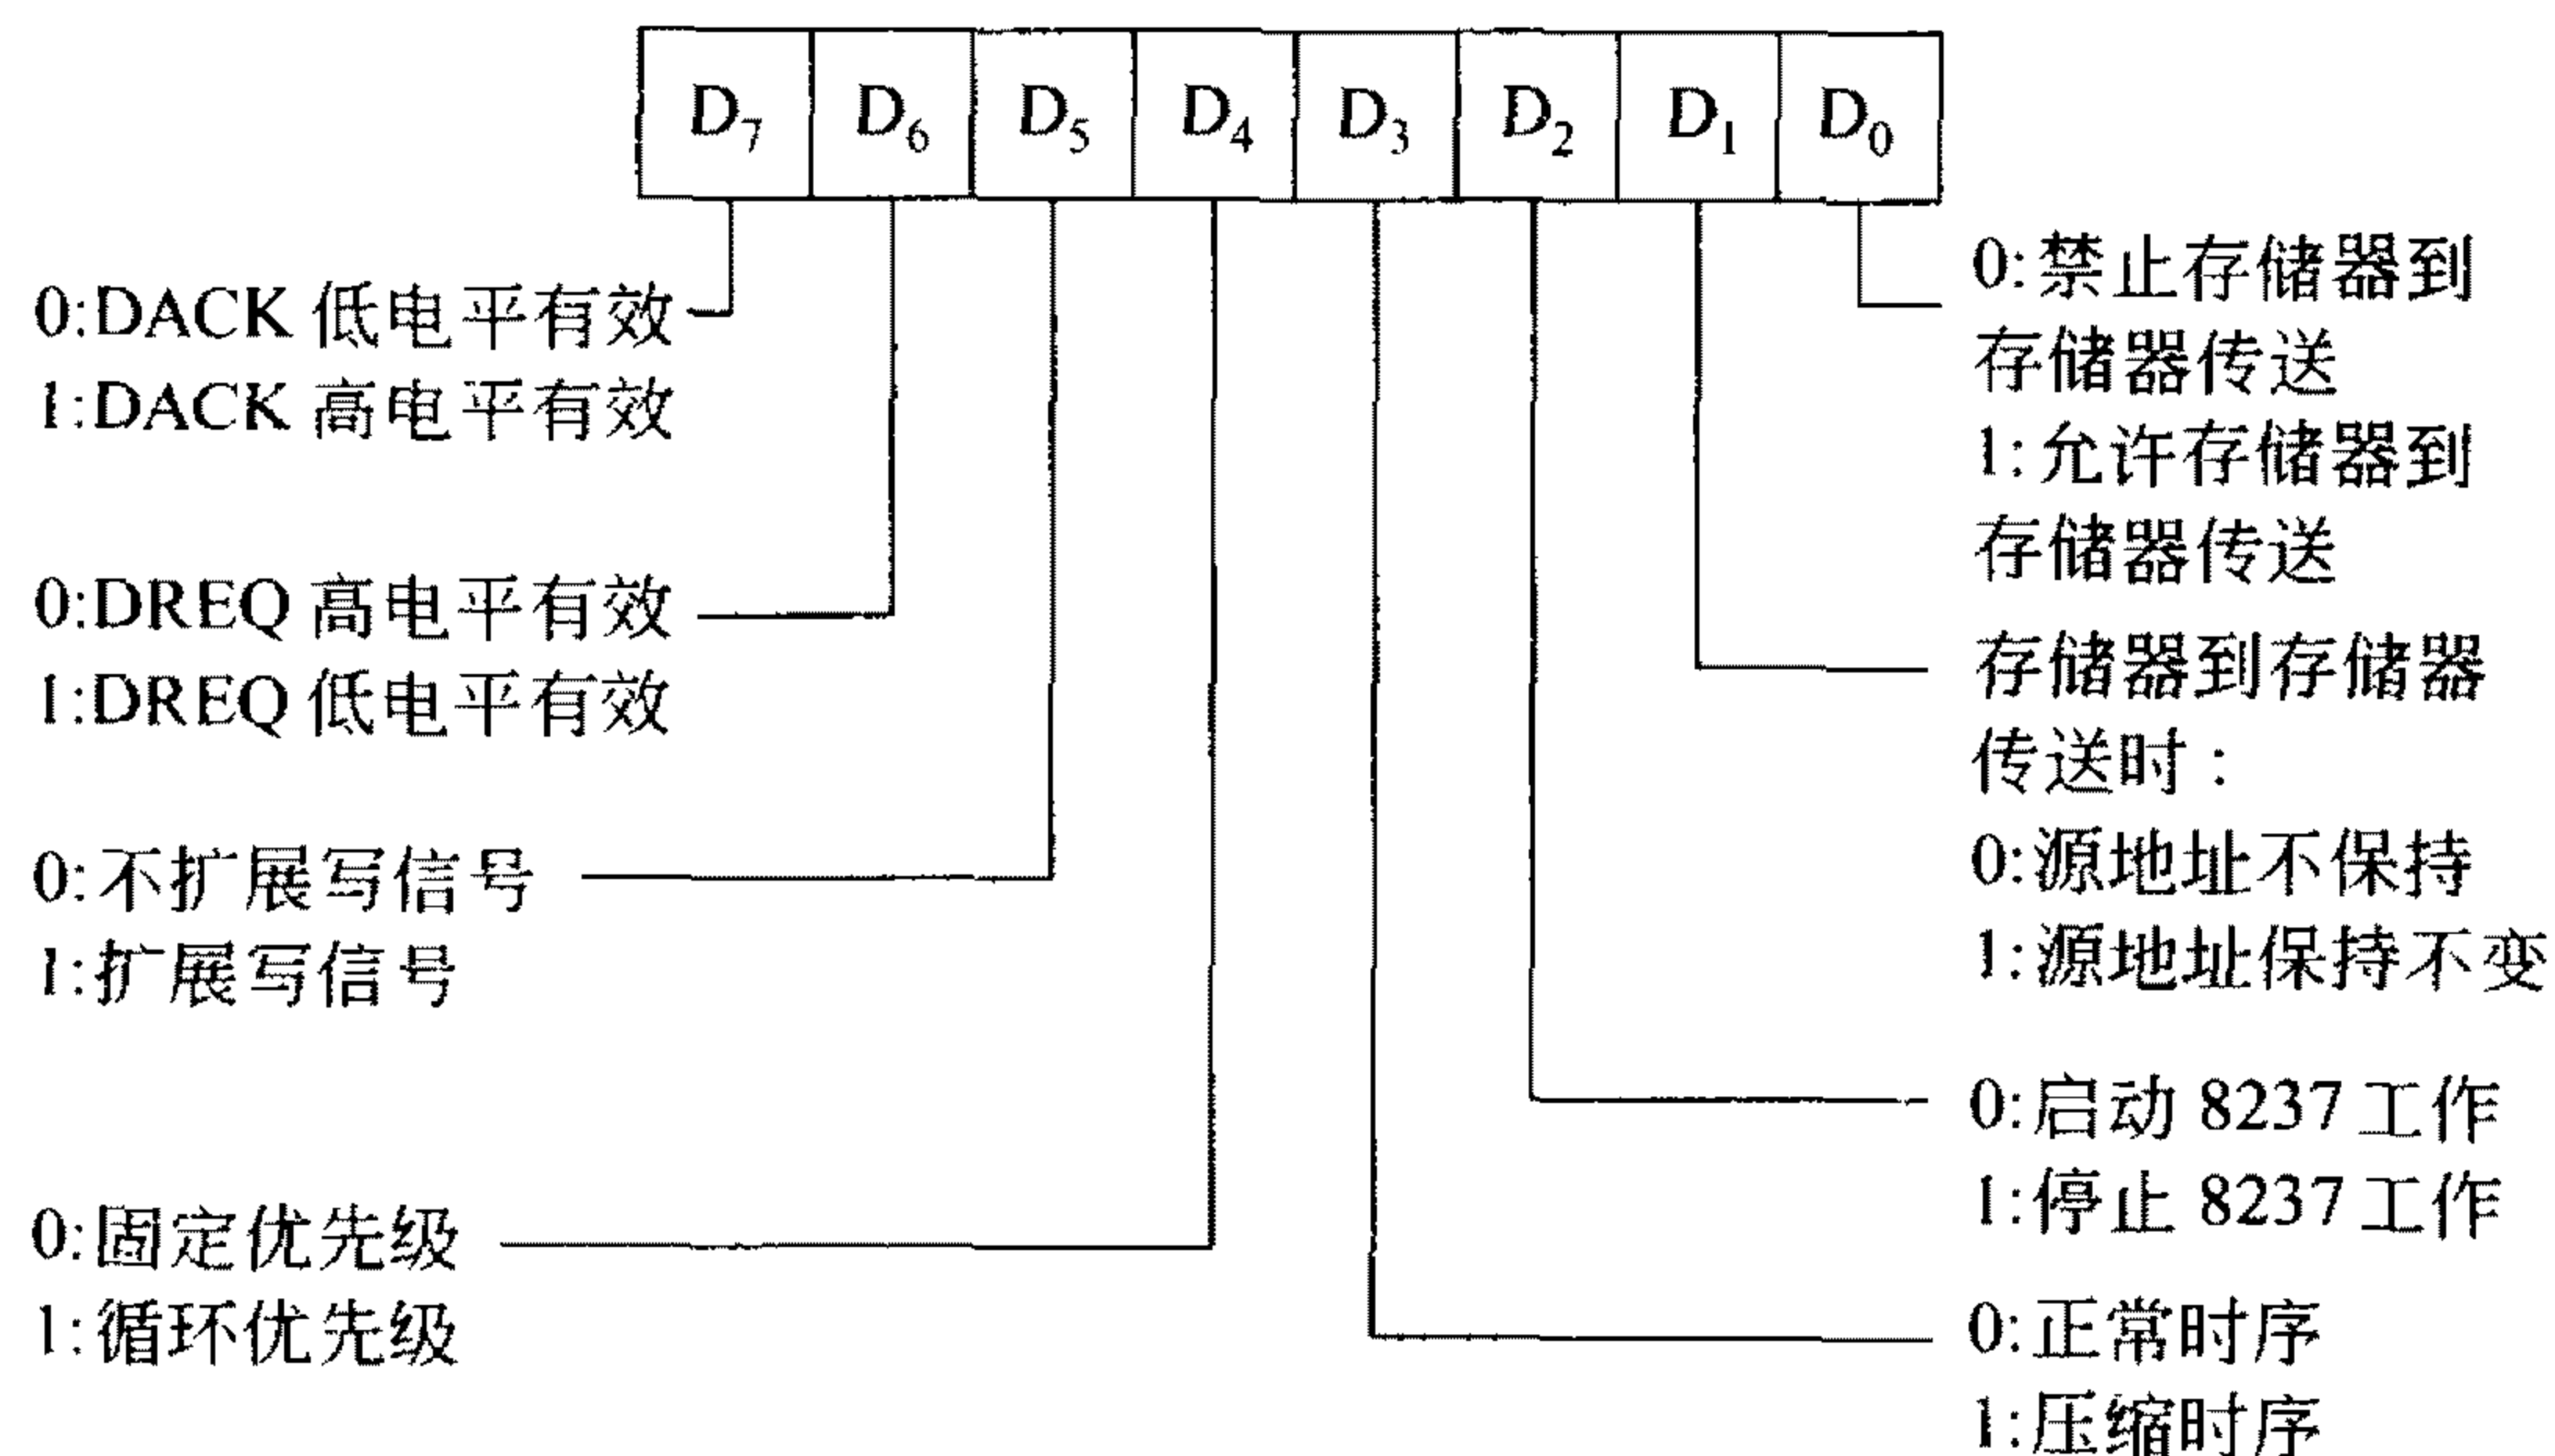 D7 D6 D5 D4 D3 D2 D1 D0
0:DACK 低电平有效
1:DACK 高电平有效
0:DREQ 高电平有效
1:DREQ 低电平有效
0:不扩展写信号
1:扩展写信号
0:固定优先级
1:循环优先级
0:禁止存储器到
存储器传送
1:允许存储器到
存储器传送
存储器到存储器
传送时:
0:源地址不保持
1:源地址保持不变
0:启动 8237 工作
1:停止 8237 工作
0:正常时序
1:压缩时序